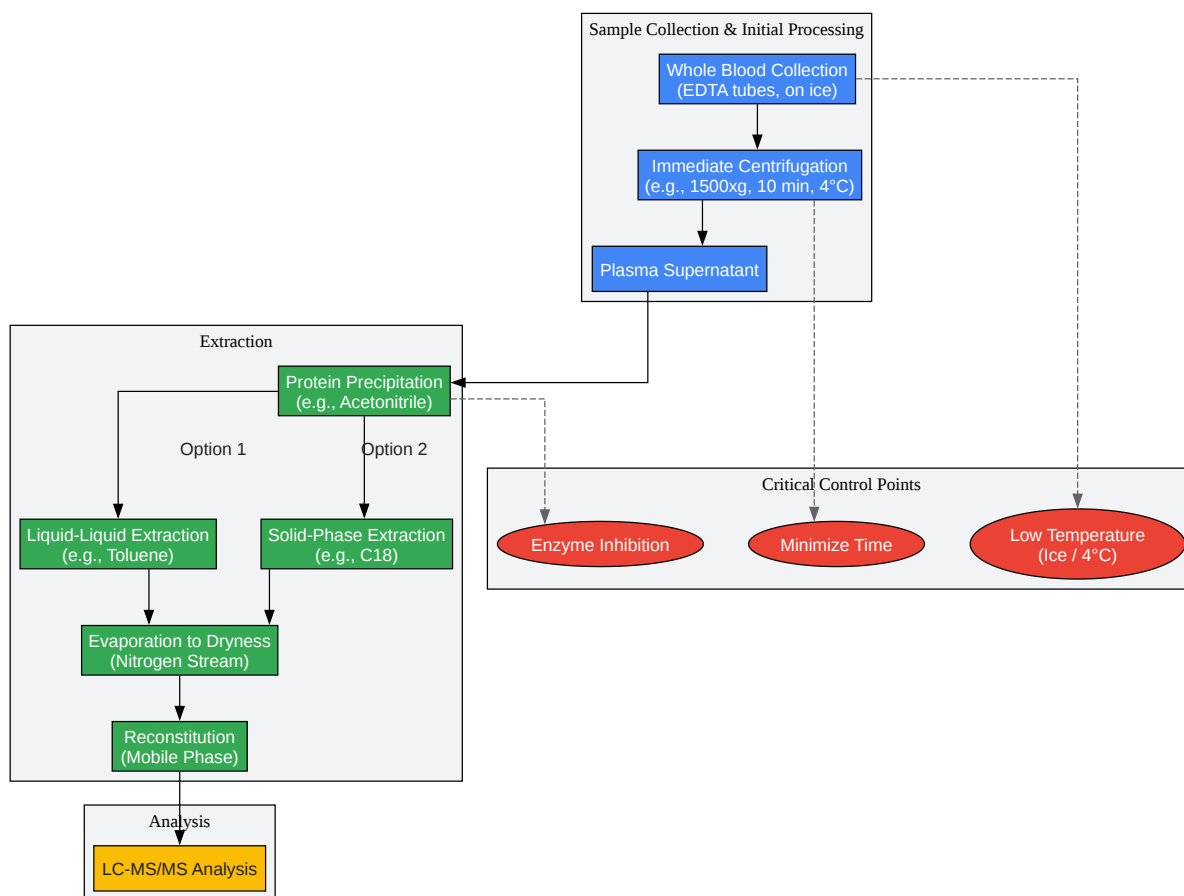 Sample Collection & Initial Processing
Whole Blood Collection
(EDTA tubes, on ice)
Immediate Centrifugation
(e.g., 1500xg, 10 min, 4°C)
Plasma Supernatant
Extraction
Protein Precipitation
(e.g., Acetonitrile)
Option 1
Option 2
Liquid-Liquid Extraction
(e.g., Toluene)
Solid-Phase Extraction
(e.g., C18)
Evaporation to Dryness
(Nitrogen Stream)
Reconstitution
(Mobile Phase)
Critical Control Points
Enzyme Inhibition
Minimize Time
Low Temperature
(Ice / 4°C)
Analysis
LC-MS/MS Analysis